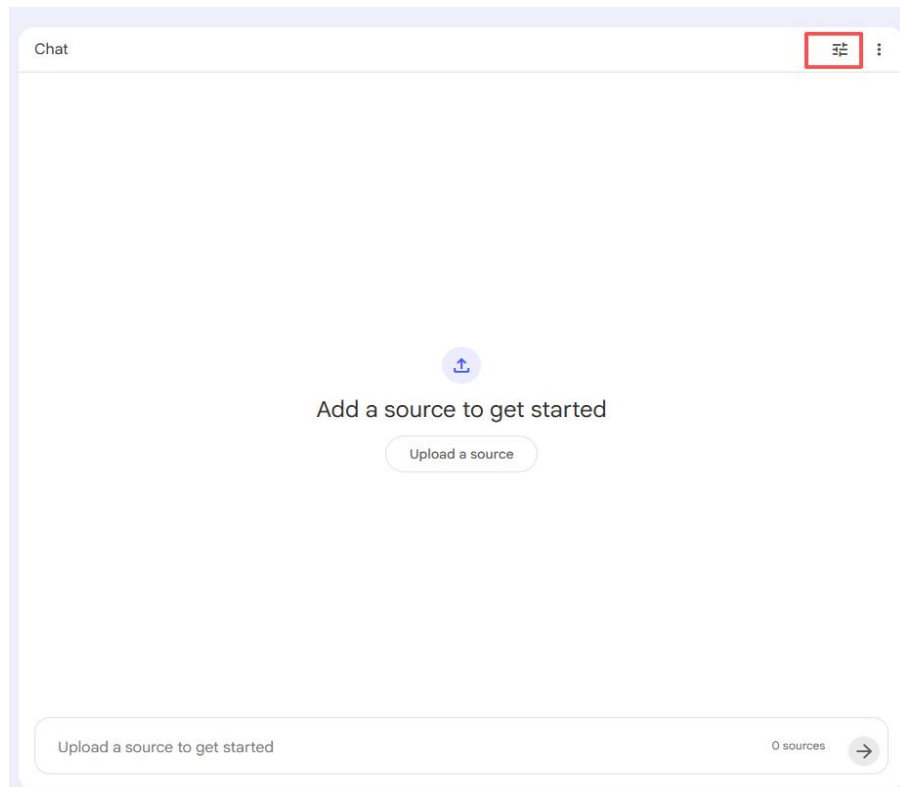 Chat
Add a source to get started
Upload a source
Upload a source to get started
0 sources